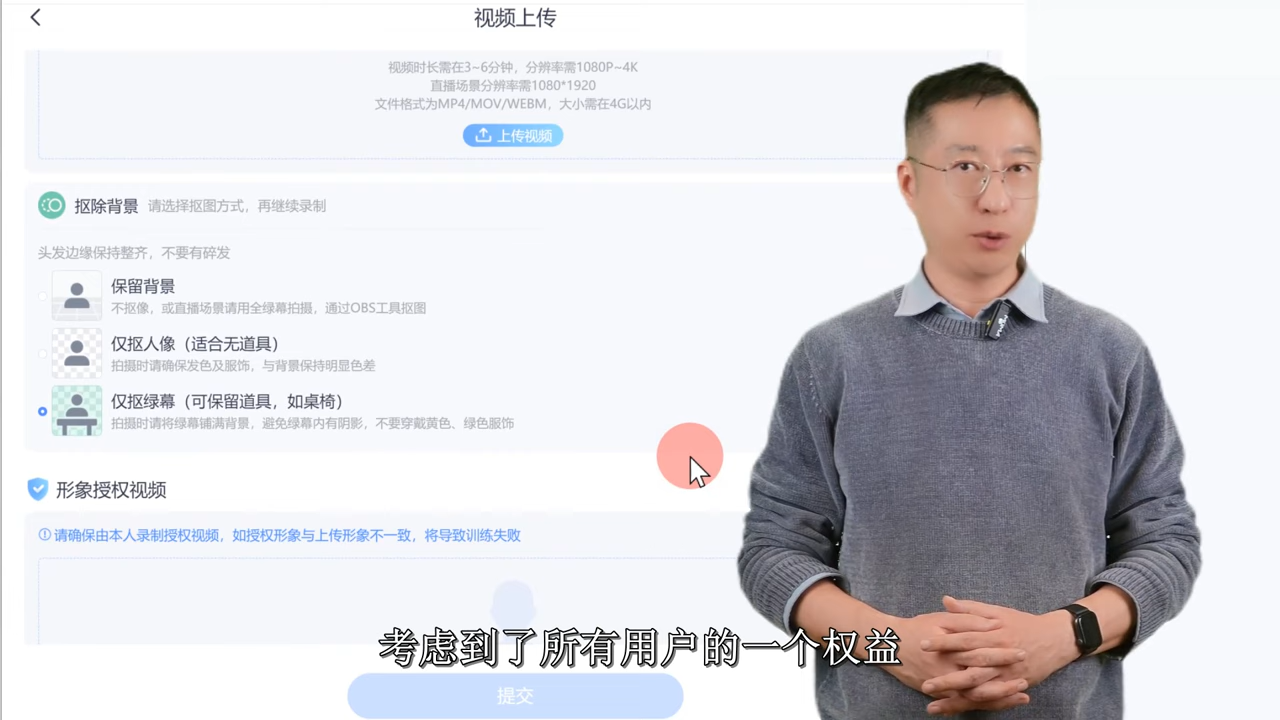 视频上传
视频时长需在3~6分钟，分辨率需1080P~4K
直播场景分辨率需1080*1920
文件格式为MP4/MOV/WEBM，大小需在4G以内
上传视频
抠除背景 请选择抠图方式，再继续录制
头发边缘保持整齐，不要有碎发
保留背景
不抠像，或直播场景请用全绿幕拍摄，通过OBS工具抠图
仅抠人像（适合无道具）
拍摄时请确保发色及服饰，与背景保持明显色差
仅抠绿幕（可保留道具，如桌椅）
拍摄时请将绿幕铺满背景，避免绿幕内有阴影，不要穿戴黄色、绿色服饰
形象授权视频
请确保由本人录制授权视频，如授权形象与上传形象不一致，将导致训练失败
考虑到了所有用户的一个权益
提交